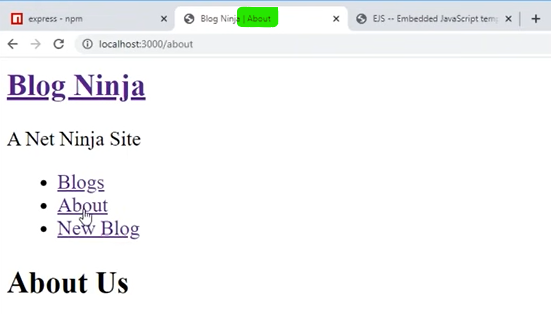 express - npm
Blog Ninja | About
EJS -- Embedded JavaScript tem
localhost:3000/about
Blog Ninja
A Net Ninja Site
Blogs
About
New Blog
About Us